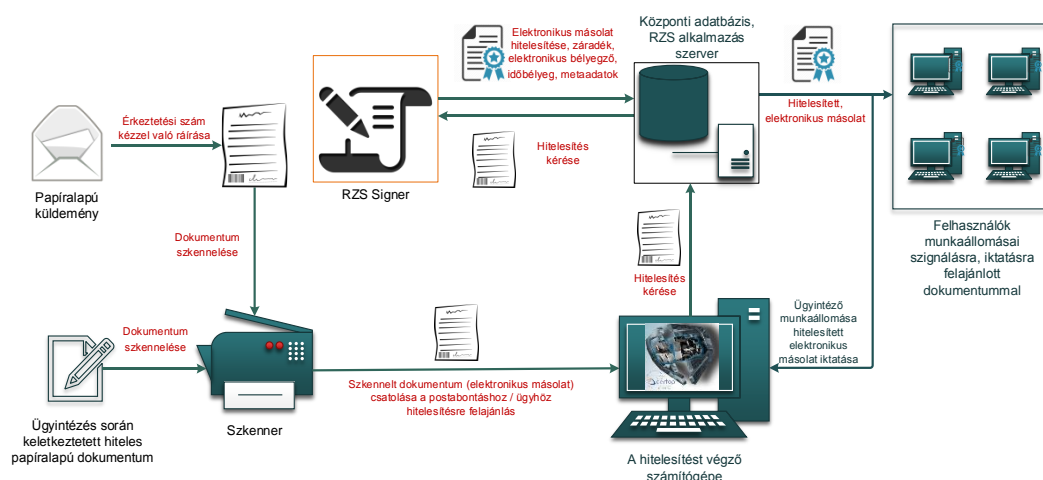 Elektronikus másolat
hitelesítése, záradék,
elektronikus bélyegző,
időbélyeg, metaadatok
Központi adatbázis,
RZS alkalmazás
szerver
Érkeztetési szám
kézzel való ráírása
Hitelesített,
elektronikus másolat
Hitelesítés
kérése
Papíralapú
küldemény
RZS Signer
Felhasználók
munkaállomásai
szignálásra, iktatásra
felajánlott
dokumentummal
Dokumentum
szkennelése
Hitelesítés
kérése
Ügyintéző
munkaállomása
hitelesített
elektronikus
másolat iktatása
Dokumentum
szkennelése
Szkennelt dokumentum (elektronikus másolat)
csatolása a postabontáshoz / ügyhöz
hitelesítésre felajánlás
Ügyintézés során
keletkeztetett hiteles
papíralapú dokumentum
Szkenner
A hitelesítést végző
számítógépe